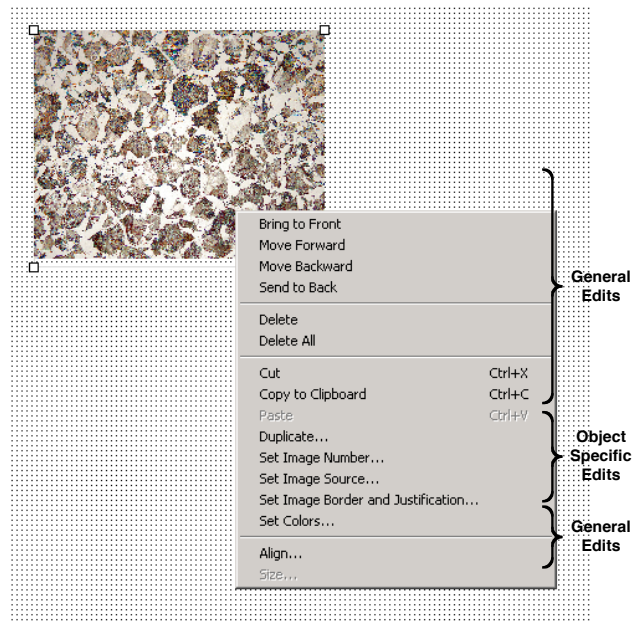 Bring to Front
Move Forward
Move Backward
Send to Back
Delete
Delete All
Cut Ctrl+X
Copy to Clipboard Ctrl+C
Paste Ctrl+V
Duplicate...
Set Image Number...
Set Image Source...
Set Image Border and Justification...
Set Colors...
Align...
Size...
General
Edits
Object
Specific
Edits
General
Edits